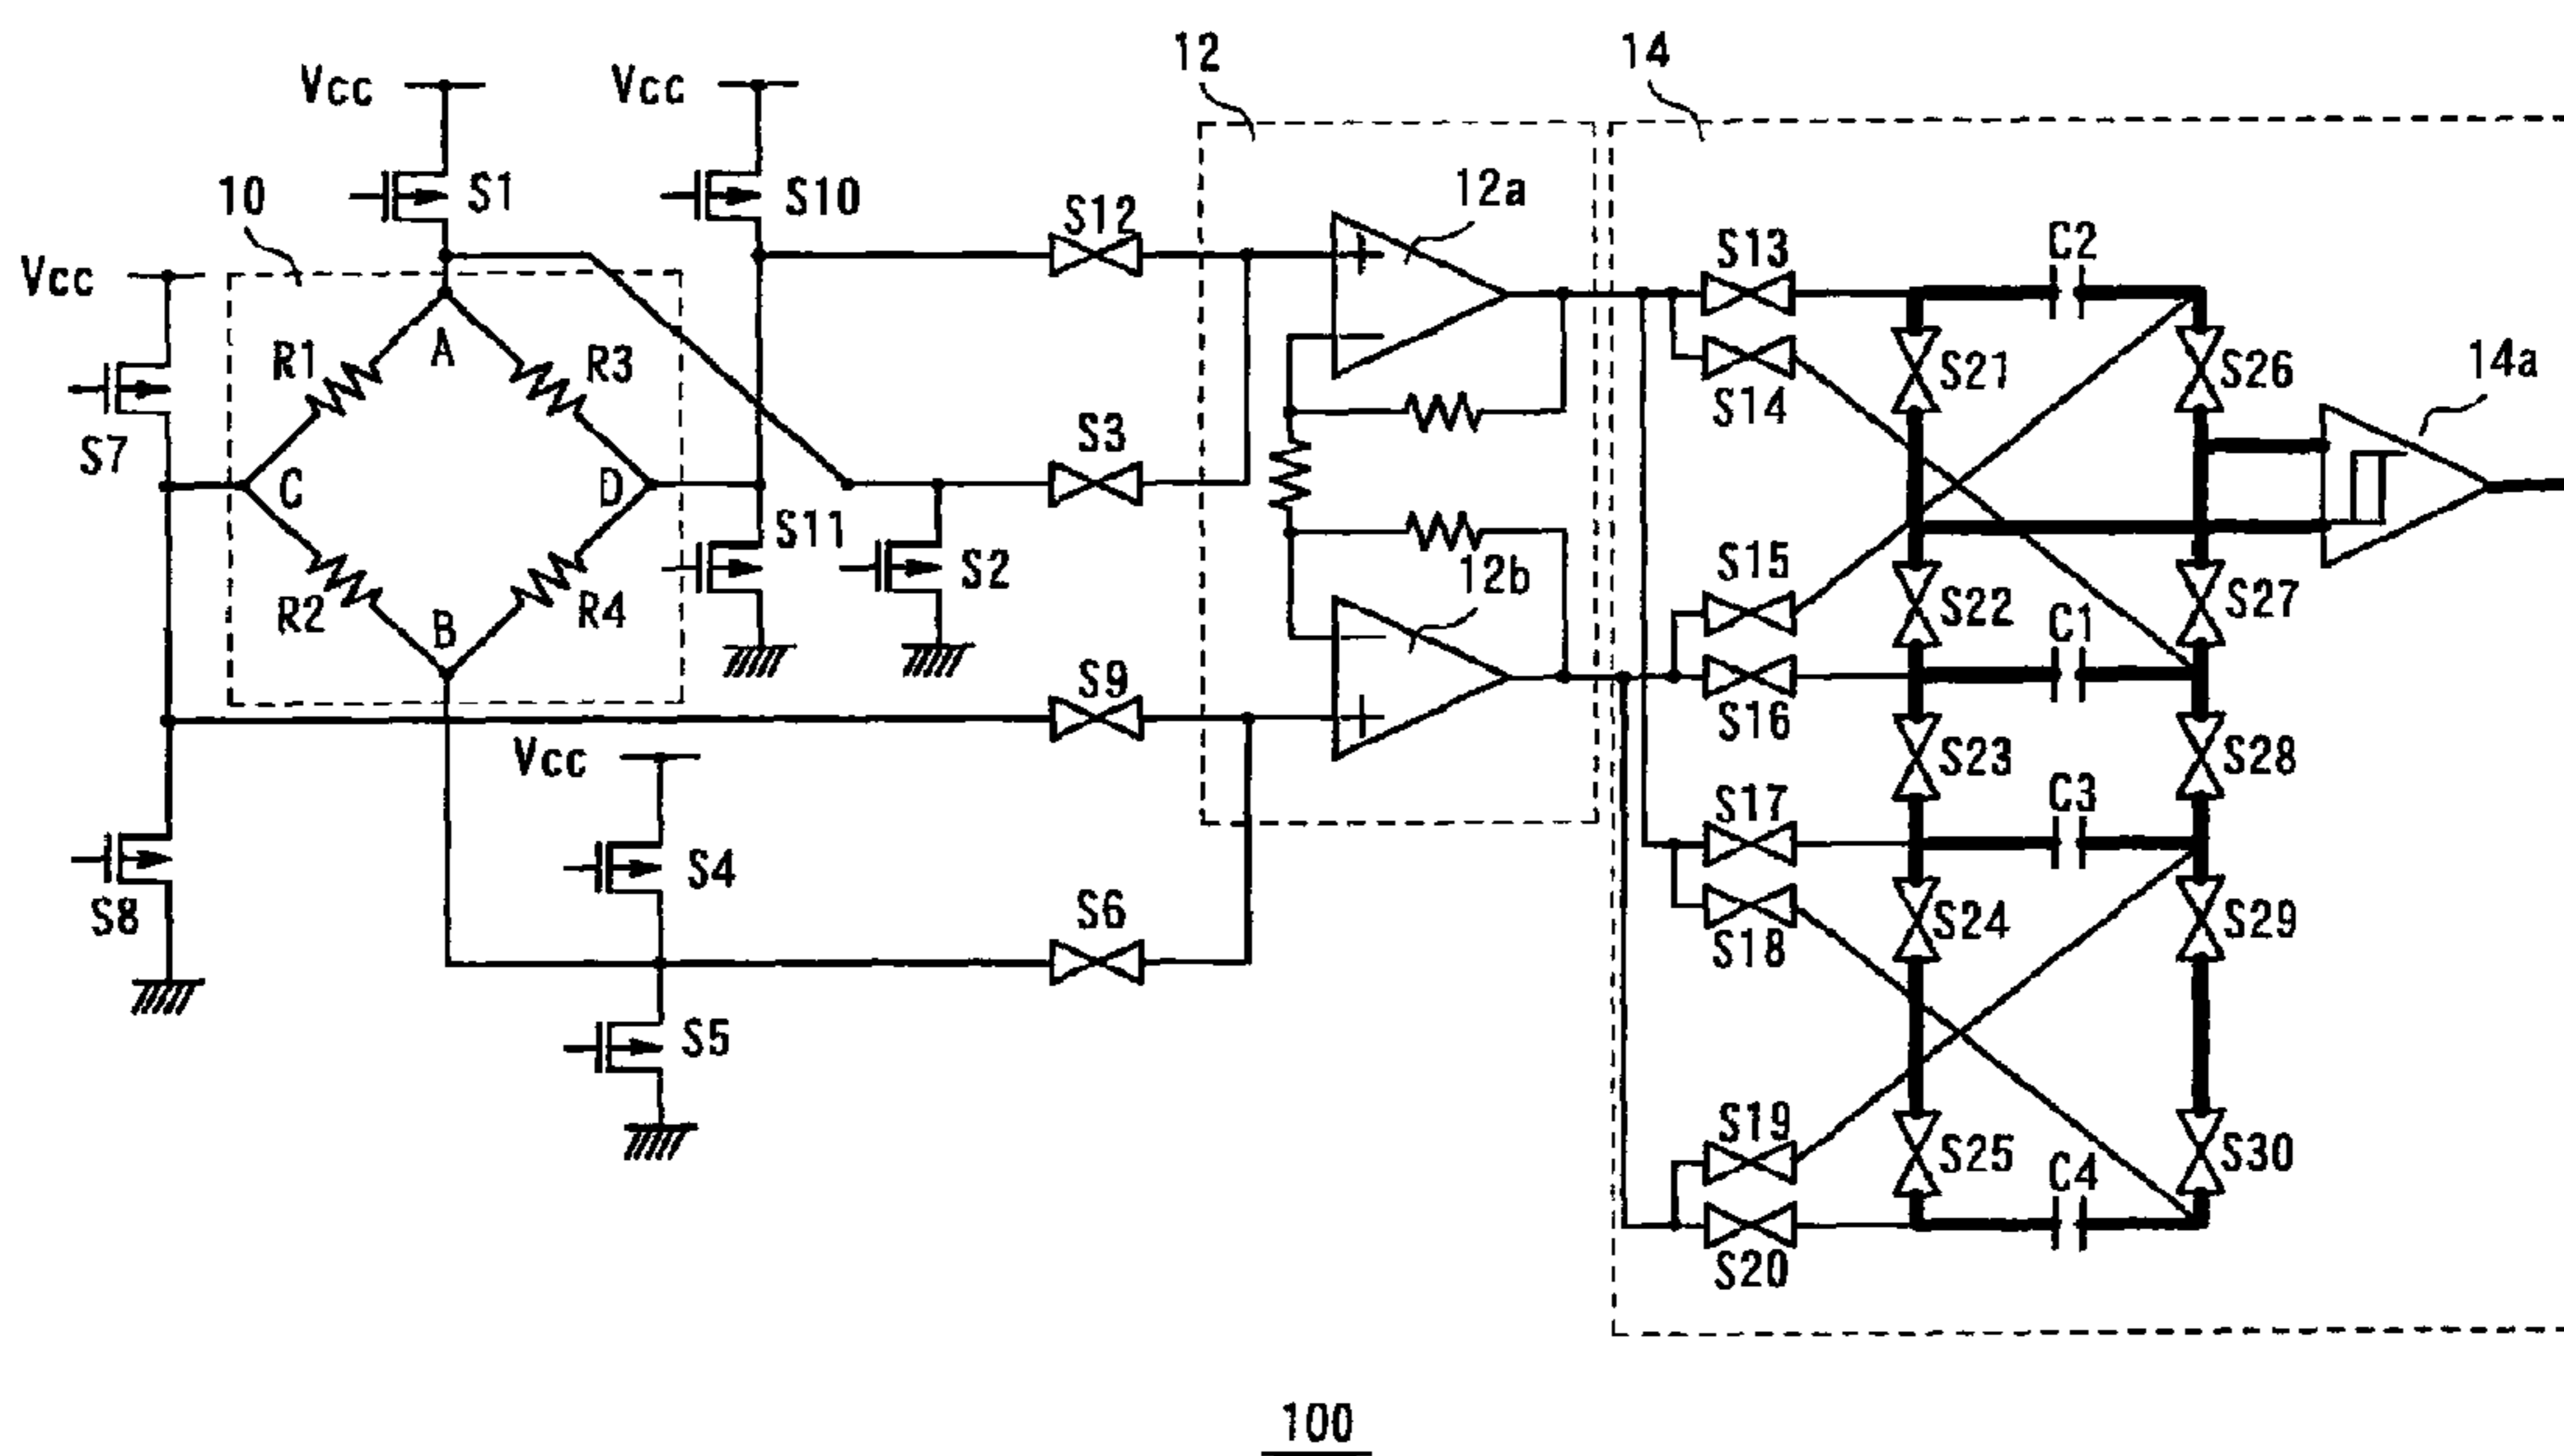 12
14
Vcc
Vcc
S1
S10
12a
10
S12
S13
C2
Vcc
R1
A
R3
S14
S21
S26
14a
S7
C
D
S3
S11
S2
S15
12b
R2
B
R4
S22
C1
S27
S9
S16
Vcc
S23
C3
S28
S17
S4
S8
S6
S24
S29
S18
S5
S19
S25
C4
S30
S20
100